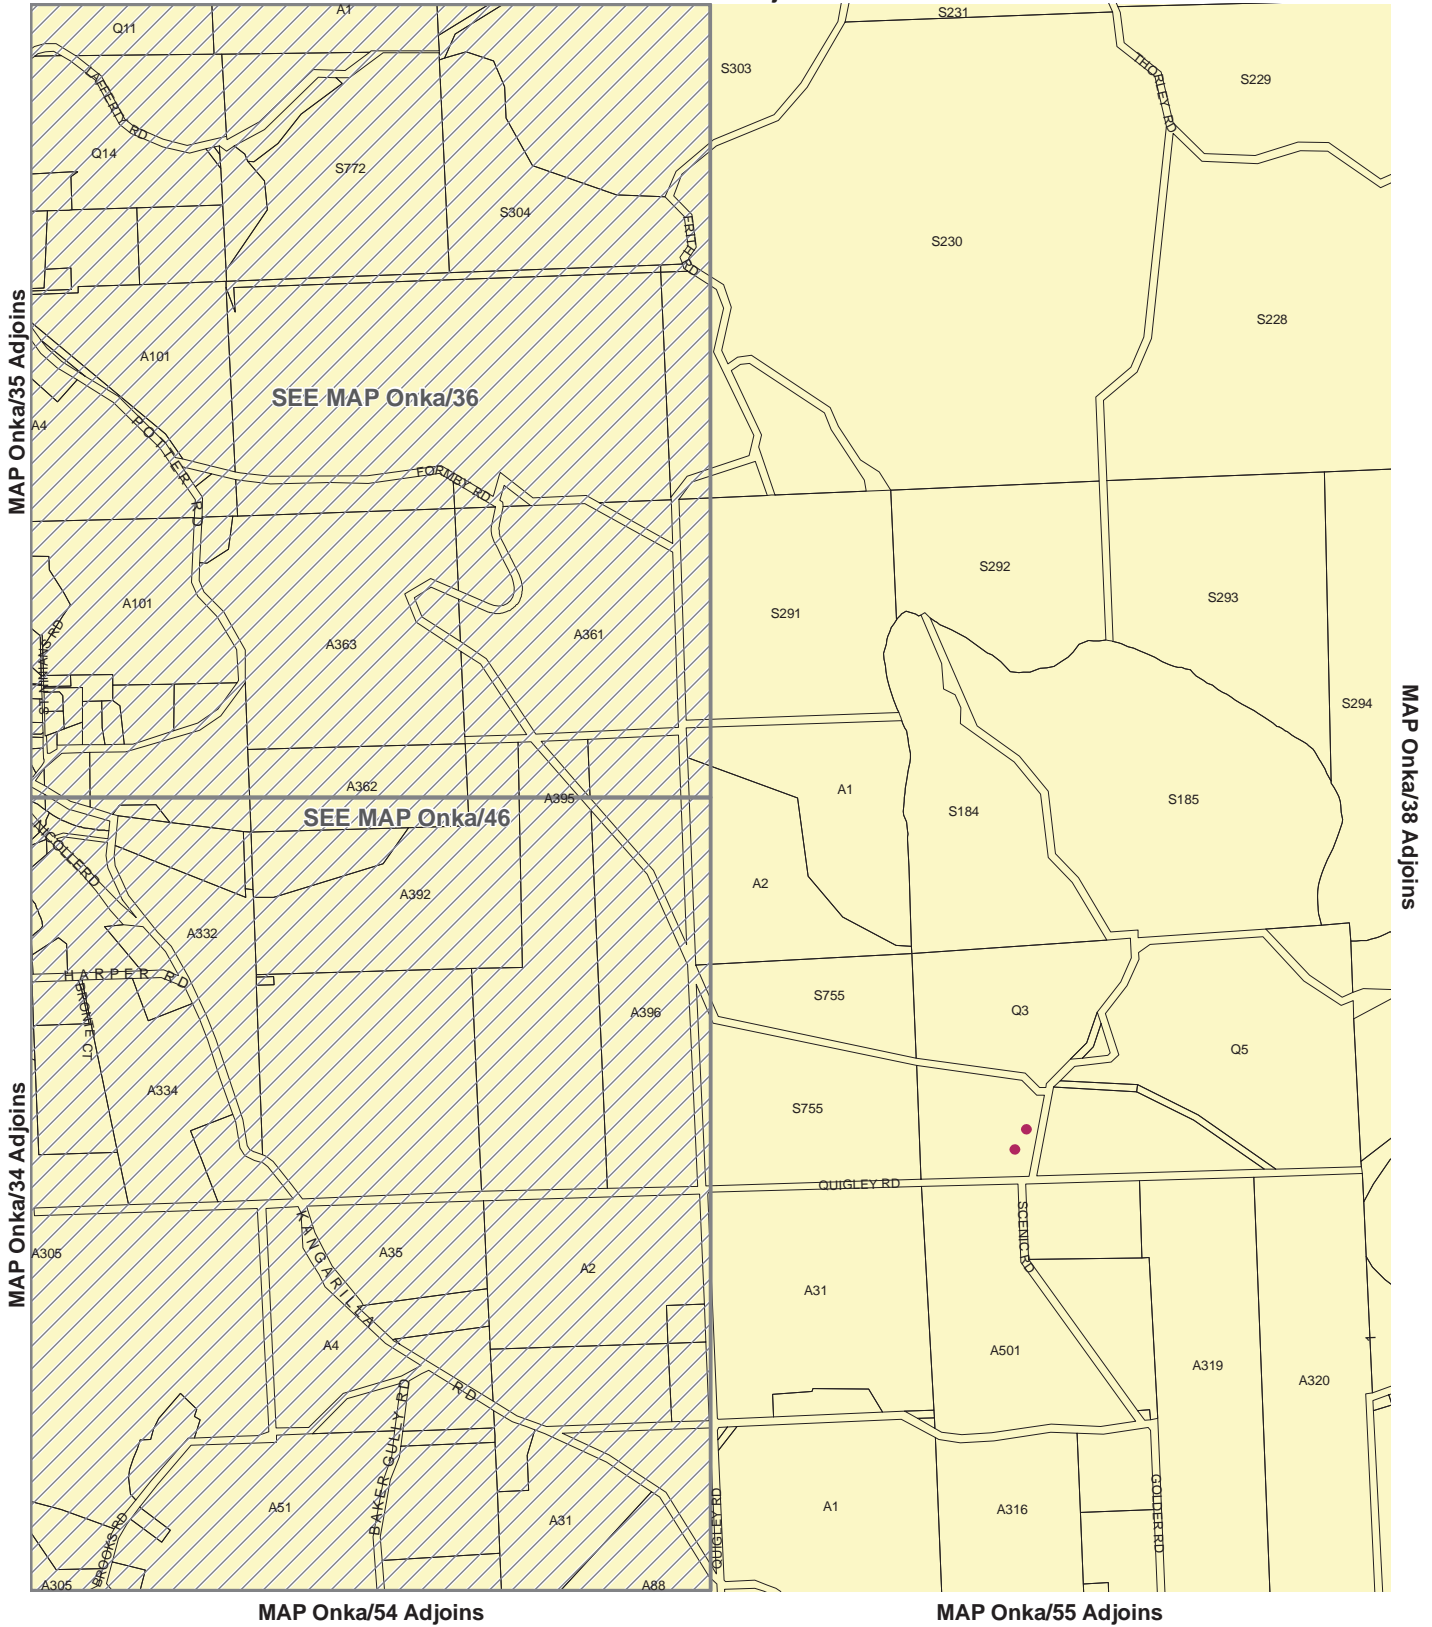 Q11
A1
S231
S303
S229
LAFFERTY RD
THORLEY RD
Q14
S772
S304
FRITH RD
S230
S228
MAP Onka/35 Adjoins
A101
SEE MAP Onka/36
A4
POTTER RD
FORMBY RD
S292
S293
S291
A101
A363
A361
ST NINIANS RD
S294
MAP Onka/38 Adjoins
A362
A395
A1
S184
S185
SEE MAP Onka/46
NICOLLE RD
A392
A2
A332
HARPER RD
BRONTE CT
S755
Q3
A396
Q5
A334
S755
MAP Onka/34 Adjoins
QUIGLEY RD
SCENIC RD
KANGARILLA RD
A305
A35
A2
A31
A4
A501
A319
A320
BAKER GULLY RD
A51
A31
QUIGLEY RD
A1
A316
GOLDER RD
BROOKS RD
A305
A88
MAP Onka/54 Adjoins
MAP Onka/55 Adjoins